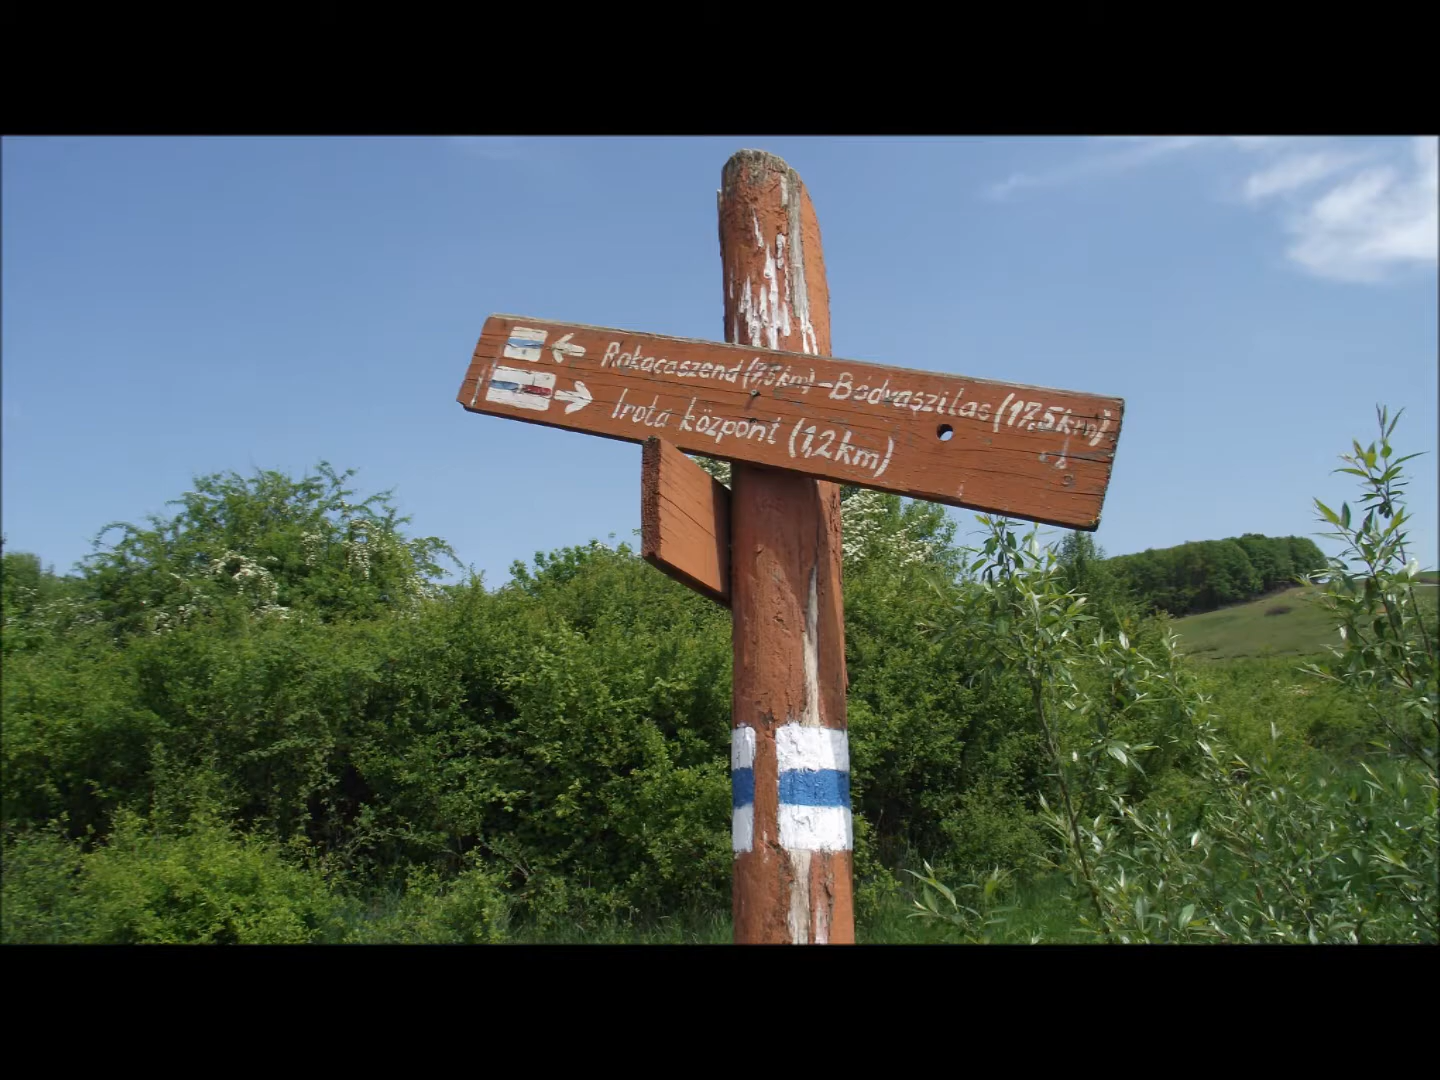 Rakacaszend (7,5km)-Bódvaszilas (17,5km)
Irota központ (1,2km)